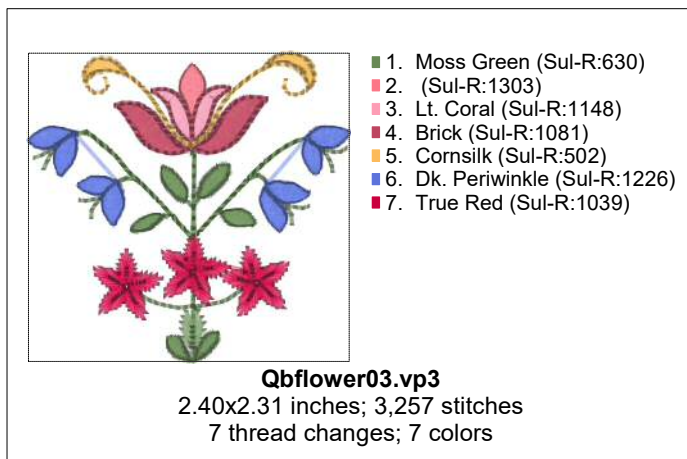 1. Moss Green (Sul-R:630)
2. (Sul-R:1303)
3. Lt. Coral (Sul-R:1148)
4. Brick (Sul-R:1081)
5. Cornsilk (Sul-R:502)
6. Dk. Periwinkle (Sul-R:1226)
7. True Red (Sul-R:1039)
Qbflower03.vp3
2.40x2.31 inches; 3,257 stitches
7 thread changes; 7 colors